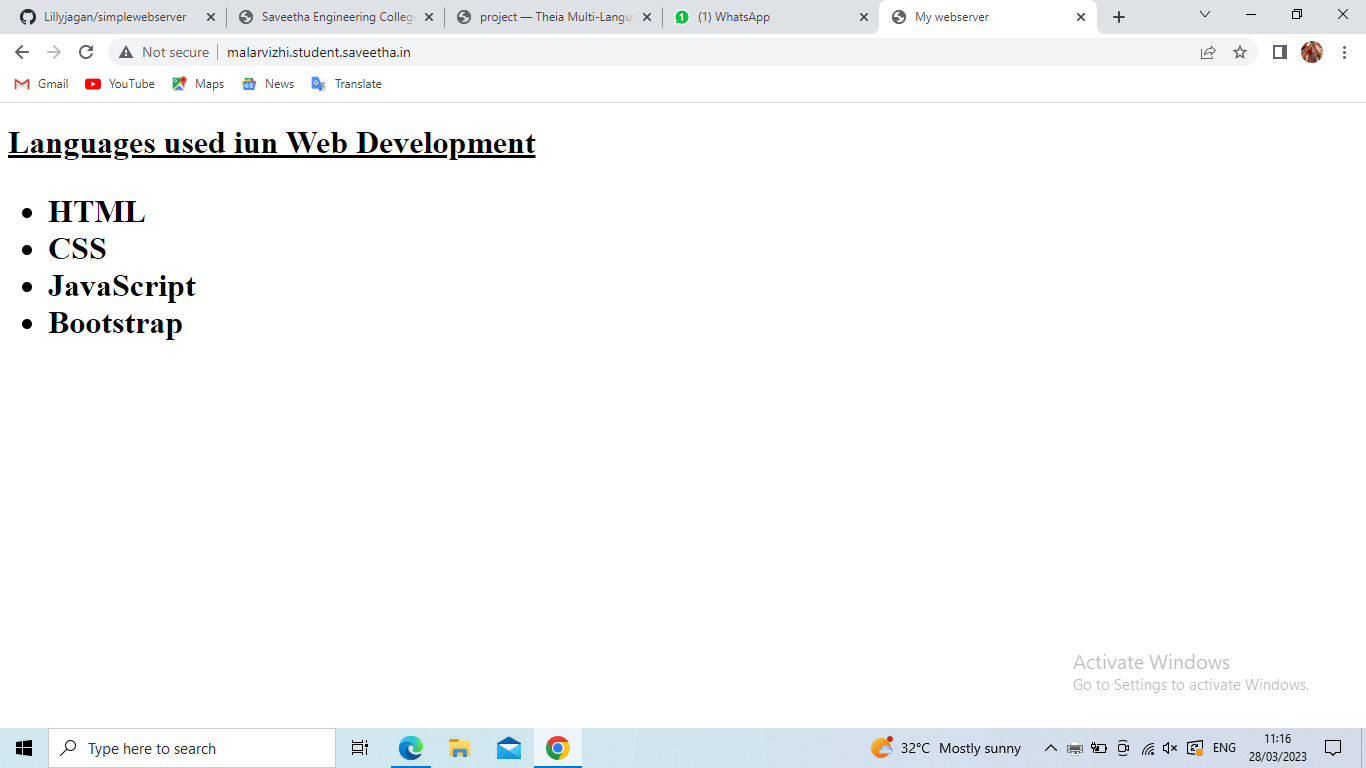 Lillyjagan/simplewebserver
Saveetha Engineering College
project — Theia Multi-Langu
(1) WhatsApp
My webserver
Not secure
malarvizhi.student.saveetha.in
Gmail
YouTube
Maps
News
Translate
Languages used iun Web Development
HTML
CSS
JavaScript
Bootstrap
Activate Windows
Go to Settings to activate Windows.
Type here to search
32°C Mostly sunny
ENG
11:16
28/03/2023